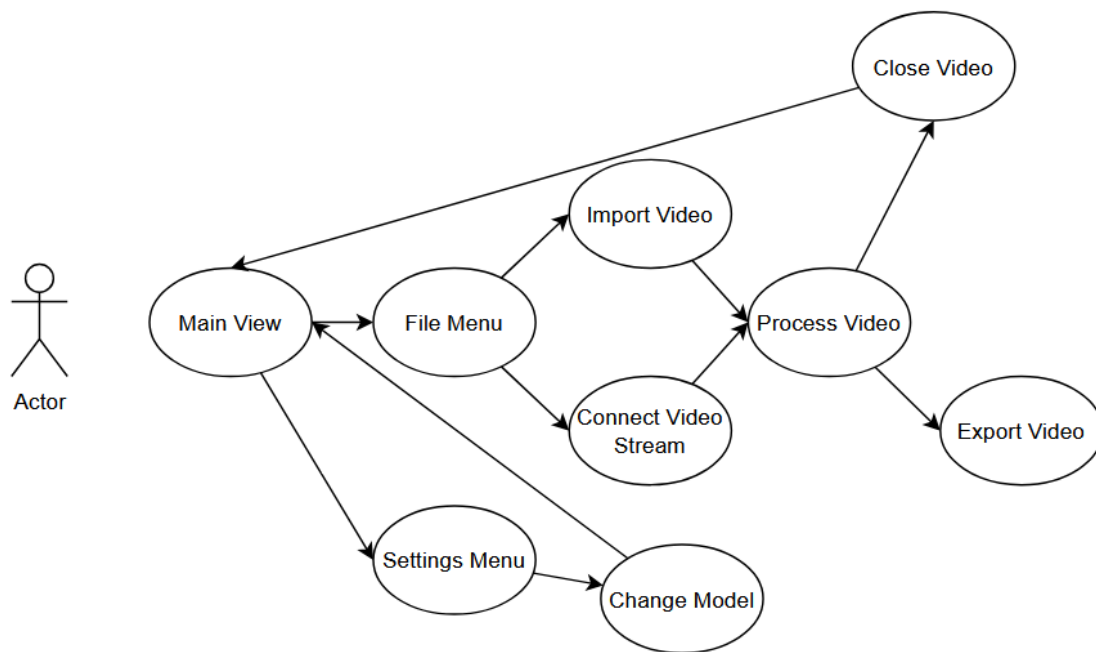 Close Video
Import Video
Main View
File Menu
Process Video
Actor
Connect Video
Stream
Export Video
Settings Menu
Change Model